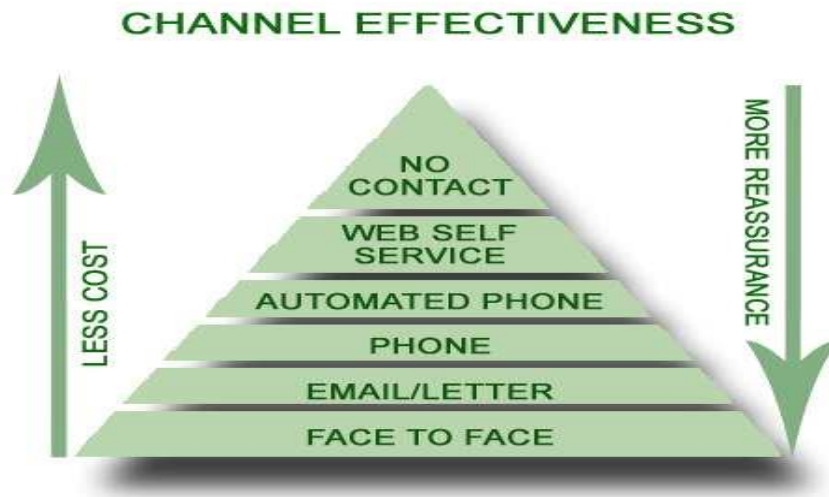 CHANNEL EFFECTIVENESS
LESS COST
NO
CONTACT
WEB SELF
SERVICE
AUTOMATED PHONE
PHONE
EMAIL/LETTER
FACE TO FACE
MORE REASSURANCE